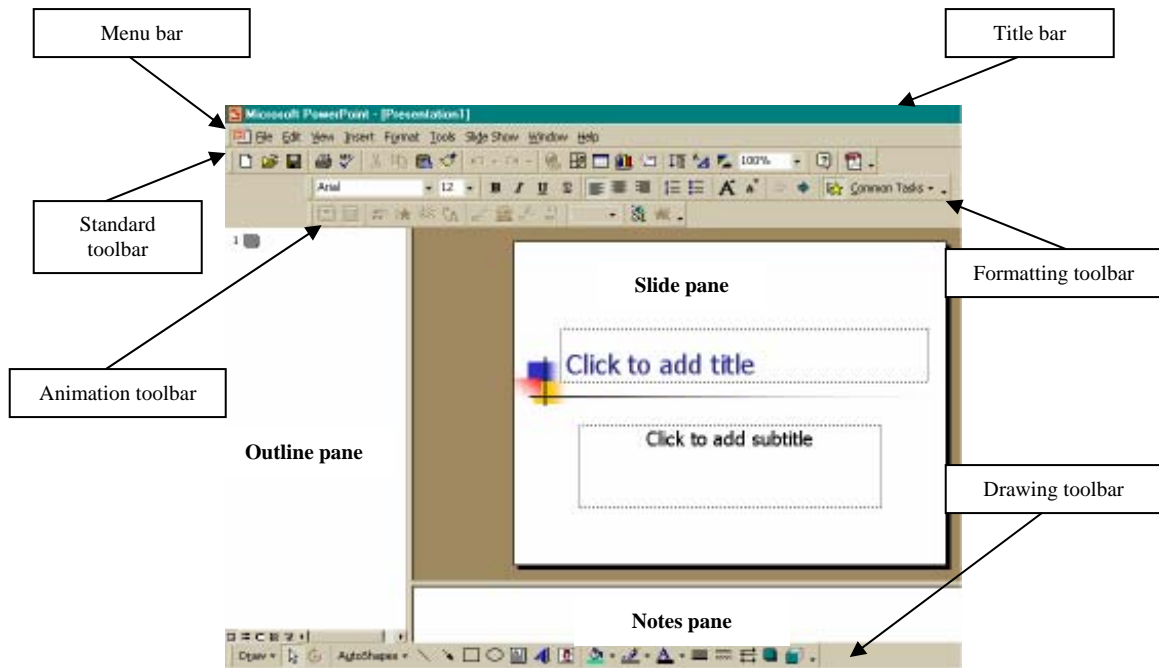 Menu bar
Title bar
Microsoft PowerPoint - [Presentation1]
File Edit View Insert Format Tools Slide Show Window Help
100%
Arial 12 B I U S A A Common Tasks
Standard
toolbar
1
Slide pane
Formatting toolbar
Click to add title
Animation toolbar
Click to add subtitle
Outline pane
Drawing toolbar
Notes pane
Draw AutoShapes A